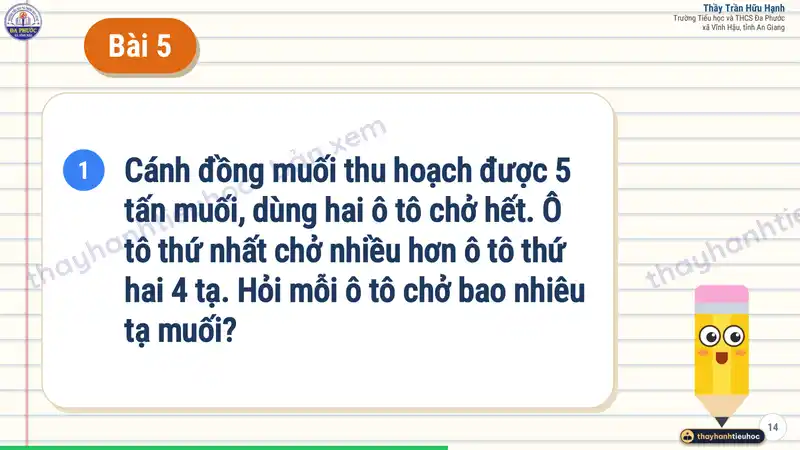 Thầy Trần Hữu Hạnh
Trường Tiểu học và THCS Đa Phước
xã Vĩnh Hậu, tỉnh An Giang
ĐA PHƯỚC
Bài 5
1
Cánh đồng muối thu hoạch được 5
tấn muối, dùng hai ô tô chở hết. Ô
tô thứ nhất chở nhiều hơn ô tô thứ
hai 4 tạ. Hỏi mỗi ô tô chở bao nhiêu
tạ muối?
14
thayhanhtieuhoc